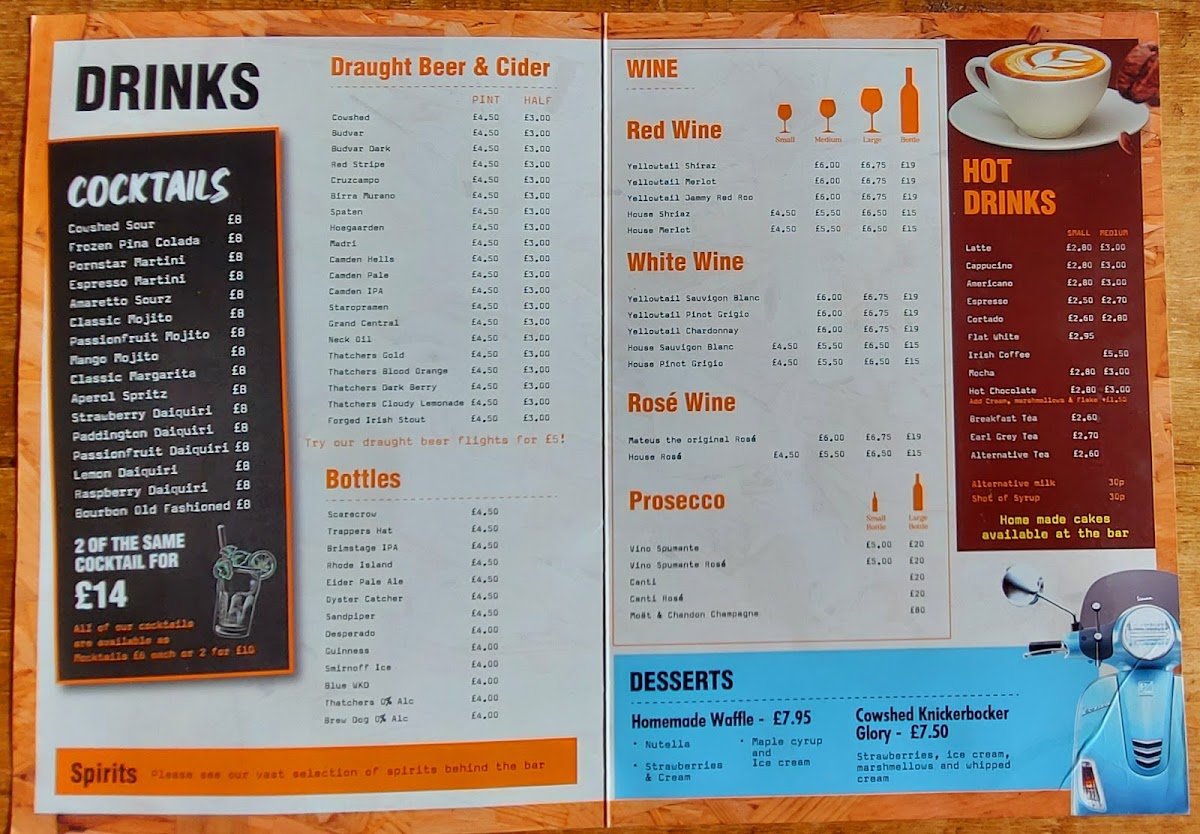 DRINKS
COCKTAILS
Cowshed Sour £8
Frozen Pina Colada £8
Pornstar Martini £8
Espresso Martini £8
Amaretto Sourz £8
Classic Mojito £8
Passionfruit Mojito £8
Mango Mojito £8
Classic Margarita £8
Aperol Spritz £8
Strawberry Daiquiri £8
Paddington Daiquiri £8
Passionfruit Daiquiri £8
Lemon Daiquiri £8
Raspberry Daiquiri £8
Bourbon Old Fashioned £8
2 OF THE SAME
COCKTAIL FOR
£14
All of our cocktails
are available as
Mocktails £6 each or 2 for £10
Draught Beer & Cider
PINT HALF
Cowshed £4.50 £3.00
Budvar £4.50 £3.00
Budvar Dark £4.50 £3.00
Red Stripe £4.50 £3.00
Cruzcampo £4.50 £3.00
Birra Murano £4.50 £3.00
Spaten £4.50 £3.00
Hoegaarden £4.50 £3.00
Madri £4.50 £3.00
Camden Hells £4.50 £3.00
Camden Pale £4.50 £3.00
Camden IPA £4.50 £3.00
Staropramen £4.50 £3.00
Grand Central £4.50 £3.00
Neck Oil £4.50 £3.00
Thatchers Gold £4.50 £3.00
Thatchers Blood Orange £4.50 £3.00
Thatchers Dark Berry £4.50 £3.00
Thatchers Cloudy Lemonade £4.50 £3.00
Forged Irish Stout £4.50 £3.00
Try our draught beer flights for £5!
Bottles
Scarecrow £4.50
Trappers Hat £4.50
Brimstage IPA £4.50
Rhode Island £4.50
Eider Pale Ale £4.50
Oyster Catcher £4.50
Sandpiper £4.50
Desperado £4.00
Guinness £4.00
Smirnoff Ice £4.00
Blue WKD £4.00
Thatchers 0% Alc £4.00
Brew Dog 0% Alc £4.00
Spirits Please see our vast selection of spirits behind the bar
WINE
Red Wine
Small Medium Large Bottle
Yellowtail Shiraz £6.00 £6.75 £19
Yellowtail Merlot £6.00 £6.75 £19
Yellowtail Jammy Red Roo £6.00 £6.75 £19
House Shriaz £4.50 £5.50 £6.50 £15
House Merlot £4.50 £5.50 £6.50 £15
White Wine
Yellowtail Sauvigon Blanc £6.00 £6.75 £19
Yellowtail Pinot Grigio £6.00 £6.75 £19
Yellowtail Chardonnay £6.00 £6.75 £19
House Sauvigon Blanc £4.50 £5.50 £6.50 £15
House Pinot Grigio £4.50 £5.50 £6.50 £15
Rosé Wine
Mateus the original Rosé £6.00 £6.75 £19
House Rosé £4.50 £5.50 £6.50 £15
Prosecco
Small Large
Bottle Bottle
Vino Spumante £5.00 £20
Vino Spumante Rosé £5.00 £20
Canti £20
Canti Rosé £20
Moët & Chandon Champagne £80
HOT
DRINKS
SMALL MEDIUM
Latte £2.80 £3.00
Cappucino £2.80 £3.00
Americano £2.80 £3.00
Espresso £2.50 £2.70
Cortado £2.60 £2.80
Flat White £2.95
Irish Coffee £5.50
Mocha £2.80 £3.00
Hot Chocolate £2.80 £3.00
Add Cream, marshmellows & flake +£1.50
Breakfast Tea £2.60
Earl Grey Tea £2.70
Alternative Tea £2.60
Alternative milk 30p
Shot of Syrup 30p
Home made cakes
available at the bar
DESSERTS
Homemade Waffle - £7.95
• Nutella
• Strawberries
& Cream
• Maple cyrup
and
Ice cream
Cowshed Knickerbocker
Glory - £7.50
Strawberries, ice cream,
marshmellows and whipped
cream